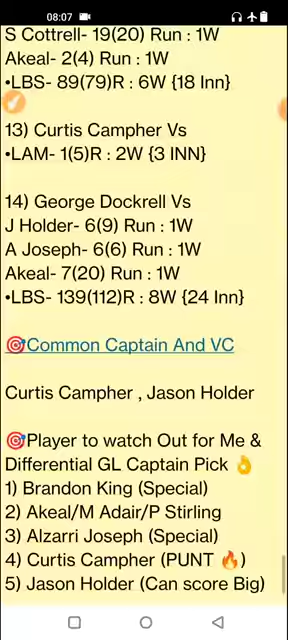 08:07
S Cottrell- 19(20) Run : 1W
Akeal- 2(4) Run : 1W
•LBS- 89(79)R : 6W {18 Inn}
13) Curtis Campher Vs
•LAM- 1(5)R : 2W {3 INN}
14) George Dockrell Vs
J Holder- 6(9) Run : 1W
A Joseph- 6(6) Run : 1W
Akeal- 7(20) Run : 1W
•LBS- 139(112)R : 8W {24 Inn}
🎯Common Captain And VC
Curtis Campher , Jason Holder
🎯Player to watch Out for Me &
Differential GL Captain Pick 👌
1) Brandon King (Special)
2) Akeal/M Adair/P Stirling
3) Alzarri Joseph (Special)
4) Curtis Campher (PUNT 🔥)
5) Jason Holder (Can score Big)